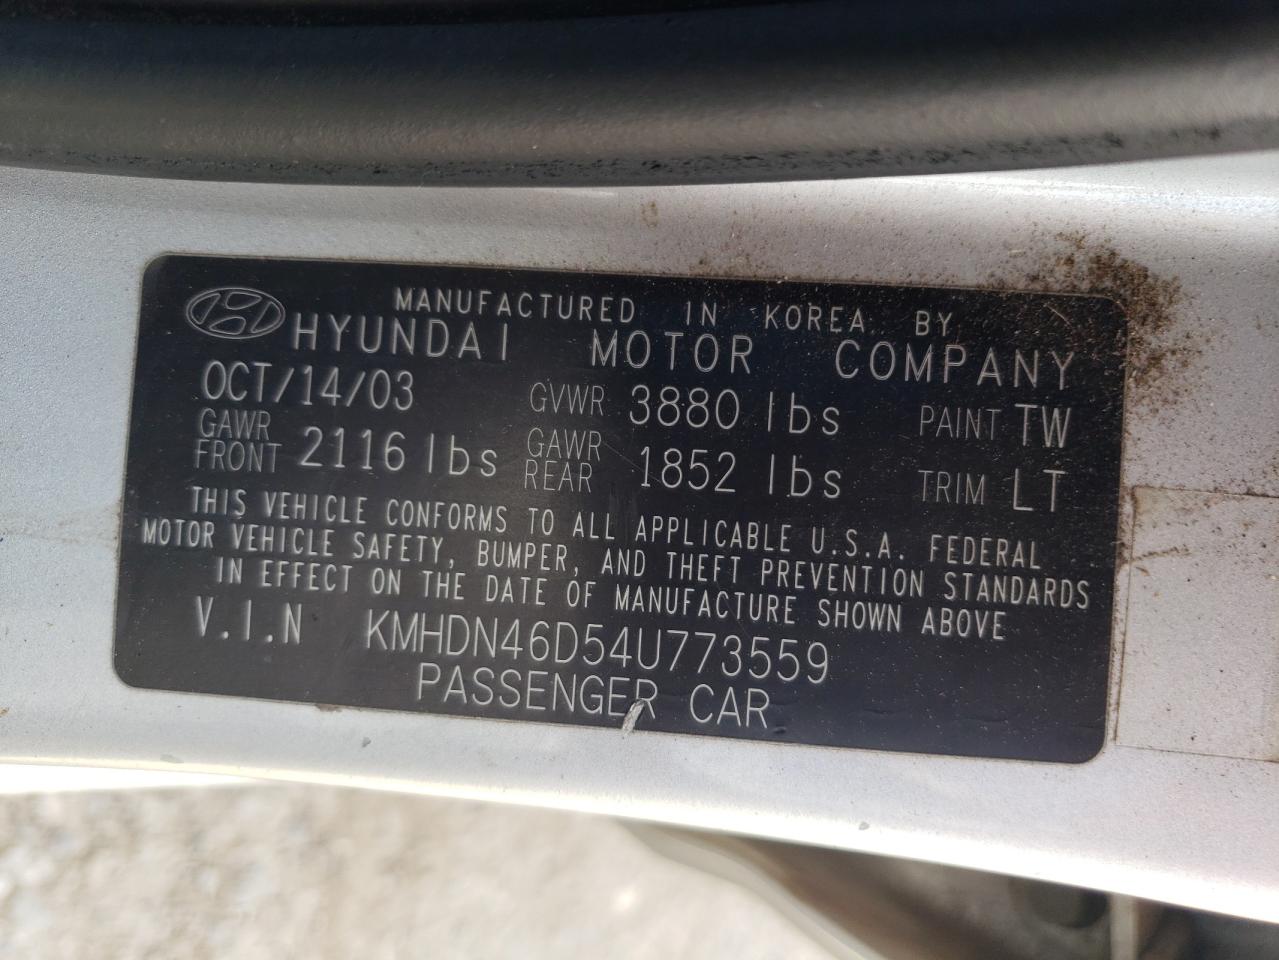 MANUFACTURED IN KOREA BY
HYUNDAI MOTOR COMPANY
OCT/14/03 GVWR 3880 lbs PAINT TW
GAWR FRONT 2116 lbs GAWR REAR 1852 lbs TRIM LT
THIS VEHICLE CONFORMS TO ALL APPLICABLE U.S.A. FEDERAL
MOTOR VEHICLE SAFETY, BUMPER, AND THEFT PREVENTION STANDARDS
IN EFFECT ON THE DATE OF MANUFACTURE SHOWN ABOVE
V.I.N KMHDN46D54U773559
PASSENGER CAR